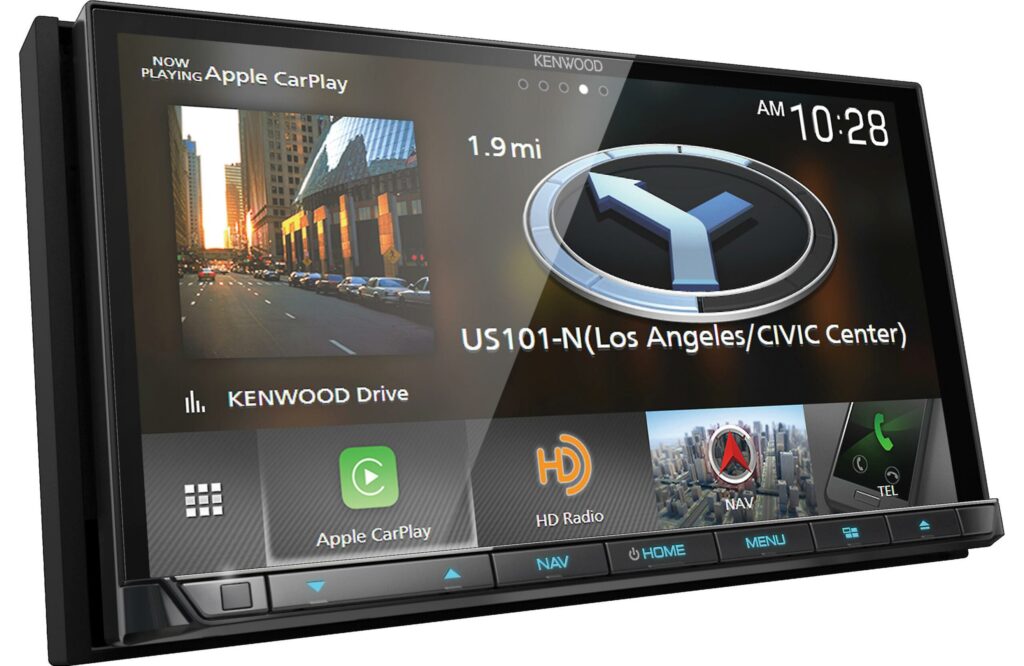 KENWOOD
NOW
PLAYING Apple CarPlay
AM 10:28
1.9 mi
US101-N(Los Angeles/CIVIC Center)
KENWOOD Drive
Apple CarPlay
HD
HD Radio
NAV
TEL
NAV
HOME
MENU